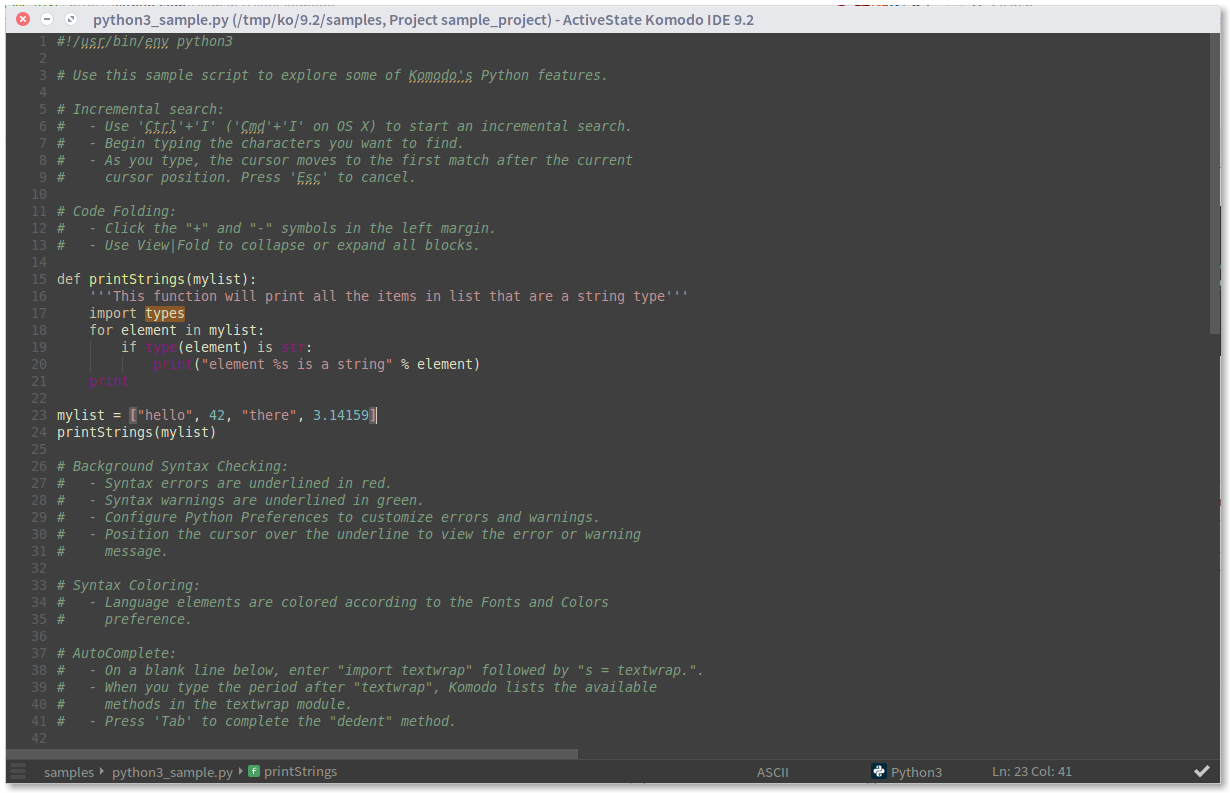 python3_sample.py (/tmp/ko/9.2/samples, Project sample_project) - ActiveState Komodo IDE 9.2
1 #!/usr/bin/env python3
2
3 # Use this sample script to explore some of Komodo's Python features.
4
5 # Incremental search:
6 #   - Use 'Ctrl'+'I' ('Cmd'+'I' on OS X) to start an incremental search.
7 #   - Begin typing the characters you want to find.
8 #   - As you type, the cursor moves to the first match after the current
9 #     cursor position. Press 'Esc' to cancel.
10
11 # Code Folding:
12 #   - Click the "+" and "-" symbols in the left margin.
13 #   - Use View|Fold to collapse or expand all blocks.
14
15 def printStrings(mylist):
16     '''This function will print all the items in list that are a string type'''
17     import types
18     for element in mylist:
19         if type(element) is str:
20             print("element %s is a string" % element)
21     print
22
23 mylist = ["hello", 42, "there", 3.14159]
24 printStrings(mylist)
25
26 # Background Syntax Checking:
27 #   - Syntax errors are underlined in red.
28 #   - Syntax warnings are underlined in green.
29 #   - Configure Python Preferences to customize errors and warnings.
30 #   - Position the cursor over the underline to view the error or warning
31 #     message.
32
33 # Syntax Coloring:
34 #   - Language elements are colored according to the Fonts and Colors
35 #     preference.
36
37 # AutoComplete:
38 #   - On a blank line below, enter "import textwrap" followed by "s = textwrap.".
39 #   - When you type the period after "textwrap", Komodo lists the available
40 #     methods in the textwrap module.
41 #   - Press 'Tab' to complete the "dedent" method.
42
samples python3_sample.py f printStrings ASCII Python3 Ln: 23 Col: 41